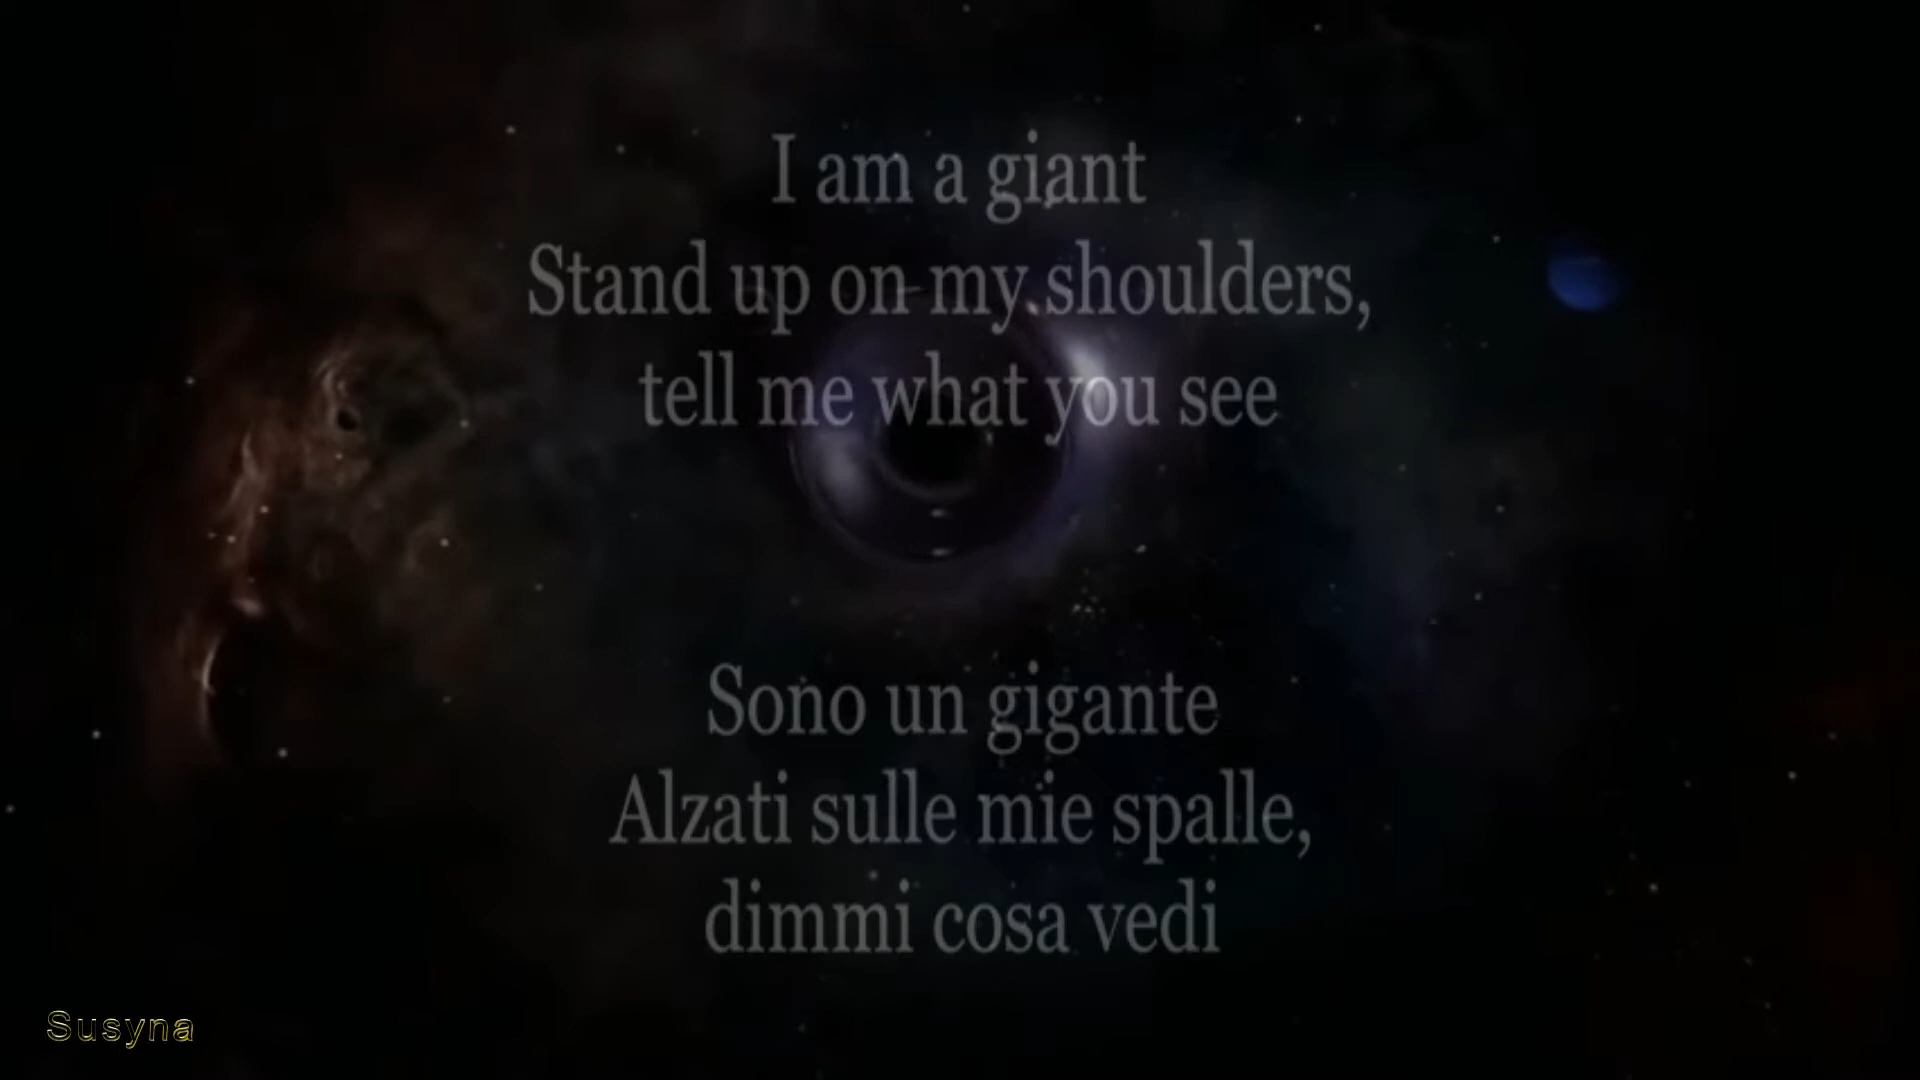 I am a giant
Stand up on my shoulders,
tell me what you see
Sono un gigante
Alzati sulle mie spalle,
dimmi cosa vedi
Susyna